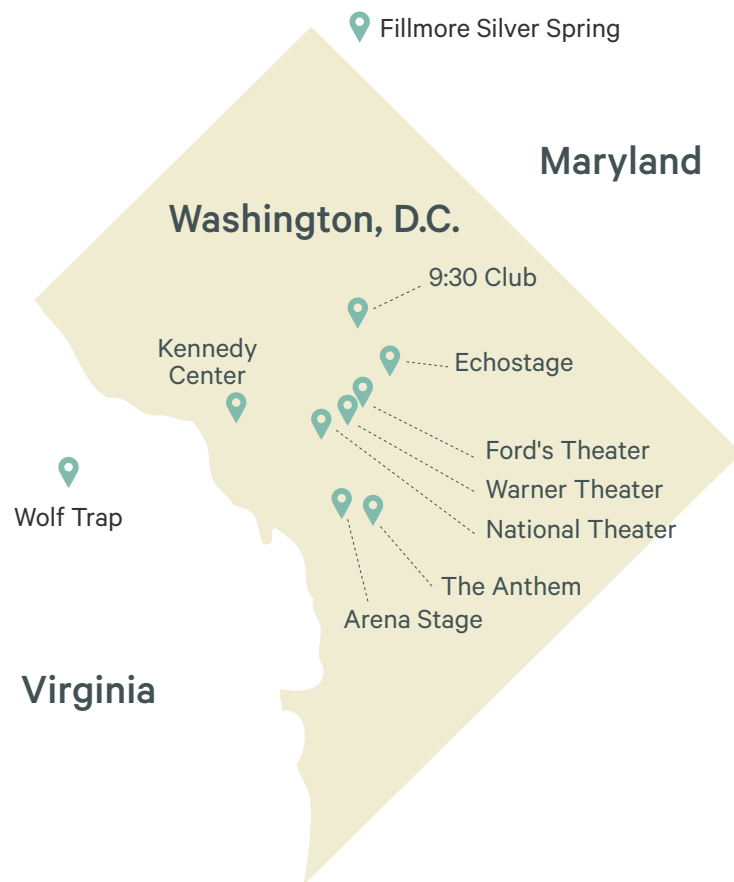 Fillmore Silver Spring
Maryland
Washington, D.C.
9:30 Club
Kennedy
Center
Echostage
Ford's Theater
Warner Theater
Wolf Trap
National Theater
The Anthem
Arena Stage
Virginia